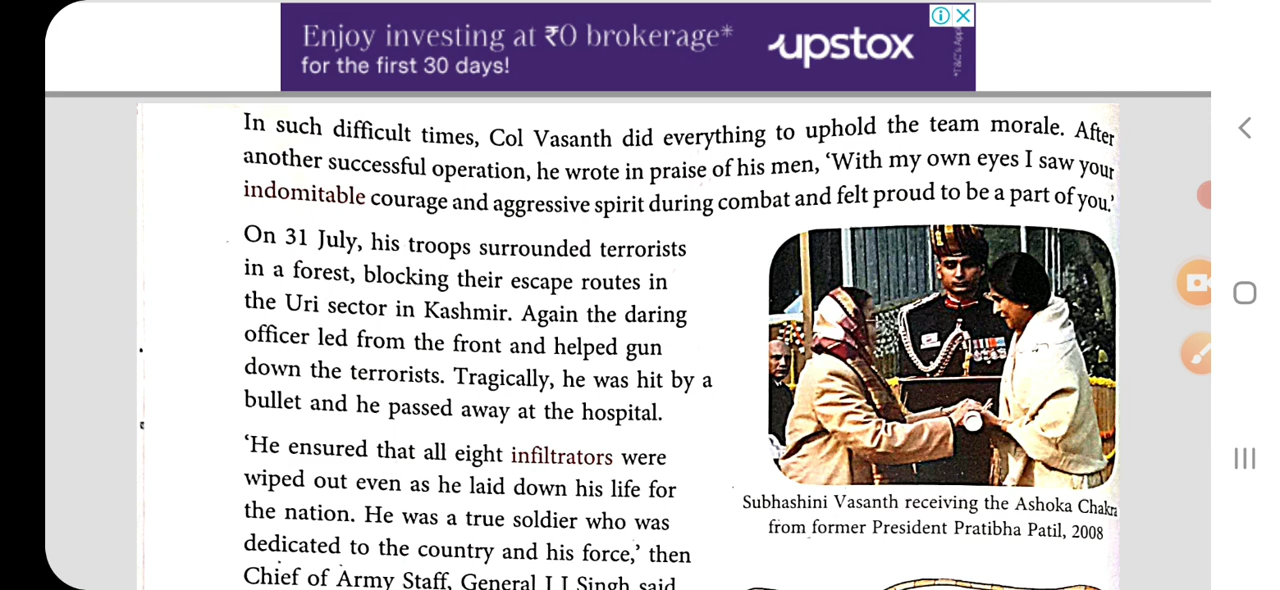 Enjoy investing at ₹0 brokerage*
for the first 30 days!
upstox
*T&C's Apply
In such difficult times, Col Vasanth did everything to uphold the team morale. After
another successful operation, he wrote in praise of his men, ‘With my own eyes I saw your
indomitable courage and aggressive spirit during combat and felt proud to be a part of you.’
On 31 July, his troops surrounded terrorists
in a forest, blocking their escape routes in
the Uri sector in Kashmir. Again the daring
officer led from the front and helped gun
down the terrorists. Tragically, he was hit by a
bullet and he passed away at the hospital.
‘He ensured that all eight infiltrators were
wiped out even as he laid down his life for
the nation. He was a true soldier who was
dedicated to the country and his force,’ then
Chief of Army Staff, General J J Singh said
Subhashini Vasanth receiving the Ashoka Chakra
from former President Pratibha Patil, 2008